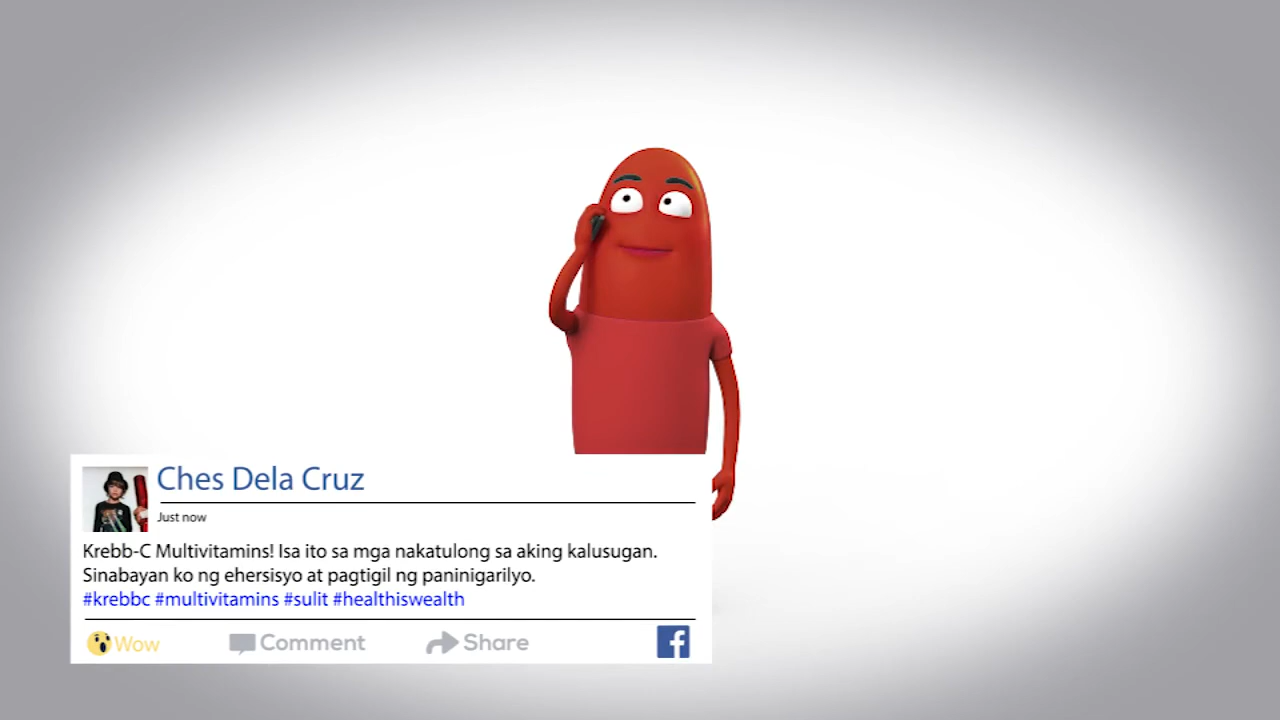 Ches Dela Cruz
Just now
Krebb-C Multivitamins! Isa ito sa mga nakatulong sa aking kalusugan.
Sinabayan ko ng ehersisyo at pagtigil ng paninigarilyo.
#krebbc #multivitamins #sulit #healthiswealth
Wow Comment Share f